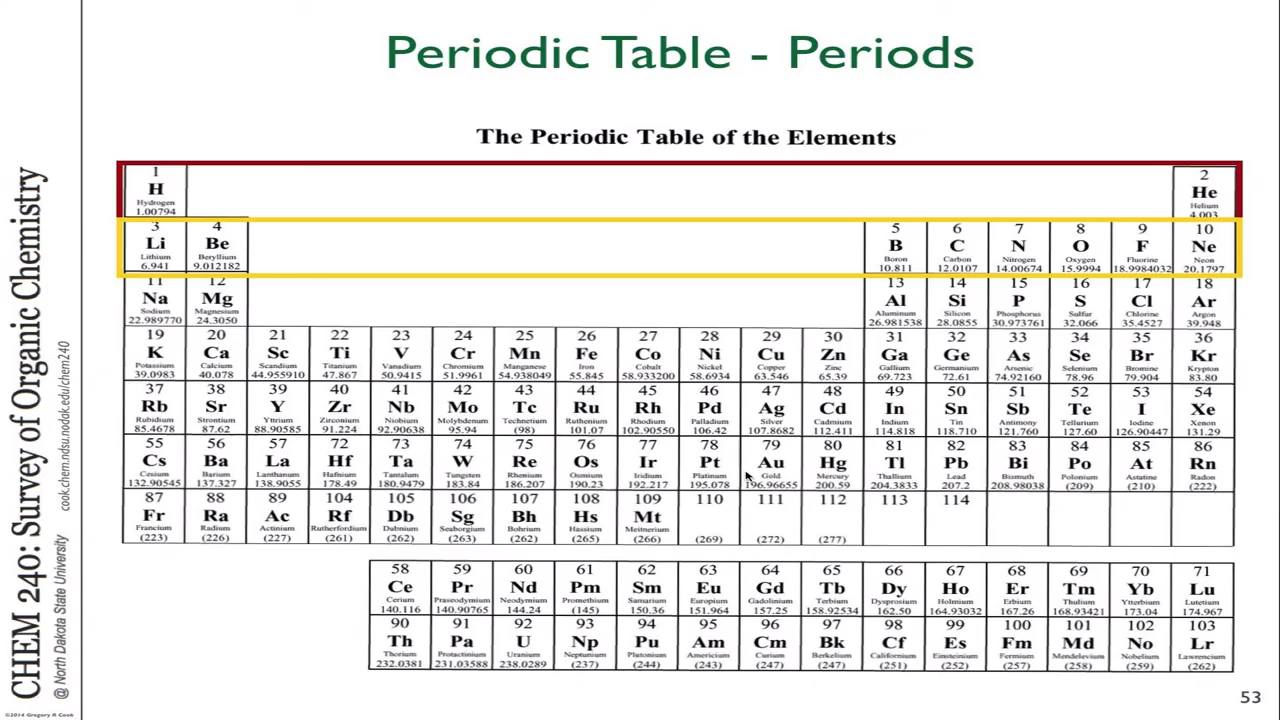 Periodic Table - Periods
The Periodic Table of the Elements
1 2
H He
Hydrogen Helium
1.00794 4.003
3 4 5 6 7 8 9 10
Li Be B C N O F Ne
Lithium Beryllium Boron Carbon Nitrogen Oxygen Fluorine Neon
6.941 9.012182 10.811 12.0107 14.00674 15.9994 18.9984032 20.1797
11 12 13 14 15 16 17 18
Na Mg Al Si P S Cl Ar
Sodium Magnesium Aluminum Silicon Phosphorus Sulfur Chlorine Argon
22.989770 24.3050 26.981538 28.0855 30.973761 32.066 35.4527 39.948
19 20 21 22 23 24 25 26 27 28 29 30 31 32 33 34 35 36
K Ca Sc Ti V Cr Mn Fe Co Ni Cu Zn Ga Ge As Se Br Kr
Potassium Calcium Scandium Titanium Vanadium Chromium Manganese Iron Cobalt Nickel Copper Zinc Gallium Germanium Arsenic Selenium Bromine Krypton
39.0983 40.078 44.955910 47.867 50.9415 51.9961 54.938049 55.845 58.933200 58.6934 63.546 65.39 69.723 72.61 74.92160 78.96 79.904 83.80
37 38 39 40 41 42 43 44 45 46 47 48 49 50 51 52 53 54
Rb Sr Y Zr Nb Mo Tc Ru Rh Pd Ag Cd In Sn Sb Te I Xe
Rubidium Strontium Yttrium Zirconium Niobium Molybdenum Technetium Ruthenium Rhodium Palladium Silver Cadmium Indium Tin Antimony Tellurium Iodine Xenon
85.4678 87.62 88.90585 91.224 92.90638 95.94 (98) 101.07 102.90550 106.42 107.8682 112.411 114.818 118.710 121.760 127.60 126.90447 131.29
55 56 57 72 73 74 75 76 77 78 79 80 81 82 83 84 85 86
Cs Ba La Hf Ta W Re Os Ir Pt Au Hg Tl Pb Bi Po At Rn
Cesium Barium Lanthanum Hafnium Tantalum Tungsten Rhenium Osmium Iridium Platinum Gold Mercury Thallium Lead Bismuth Polonium Astatine Radon
132.90545 137.327 138.9055 178.49 180.9479 183.84 186.207 190.23 192.217 195.078 196.96655 200.59 204.3833 207.2 208.98038 (209) (210) (222)
87 88 89 104 105 106 107 108 109 110 111 112 113 114
Fr Ra Ac Rf Db Sg Bh Hs Mt
Francium Radium Actinium Rutherfordium Dubnium Seaborgium Bohrium Hassium Meitnerium
(223) (226) (227) (261) (262) (263) (262) (265) (266) (269) (272) (277)
58 59 60 61 62 63 64 65 66 67 68 69 70 71
Ce Pr Nd Pm Sm Eu Gd Tb Dy Ho Er Tm Yb Lu
Cerium Praseodymium Neodymium Promethium Samarium Europium Gadolinium Terbium Dysprosium Holmium Erbium Thulium Ytterbium Lutetium
140.116 140.90765 144.24 (145) 150.36 151.964 157.25 158.92534 162.50 164.93032 167.26 168.93421 173.04 174.967
90 91 92 93 94 95 96 97 98 99 100 101 102 103
Th Pa U Np Pu Am Cm Bk Cf Es Fm Md No Lr
Thorium Protactinium Uranium Neptunium Plutonium Americium Curium Berkelium Californium Einsteinium Fermium Mendelevium Nobelium Lawrencium
232.0381 231.03588 238.0289 (237) (244) (243) (247) (247) (251) (252) (257) (258) (259) (262)
CHEM 240: Survey of Organic Chemistry
@ North Dakota State University cook.chem.ndsu.nodak.edu/chem240
©2014 Gregory R Cook
53